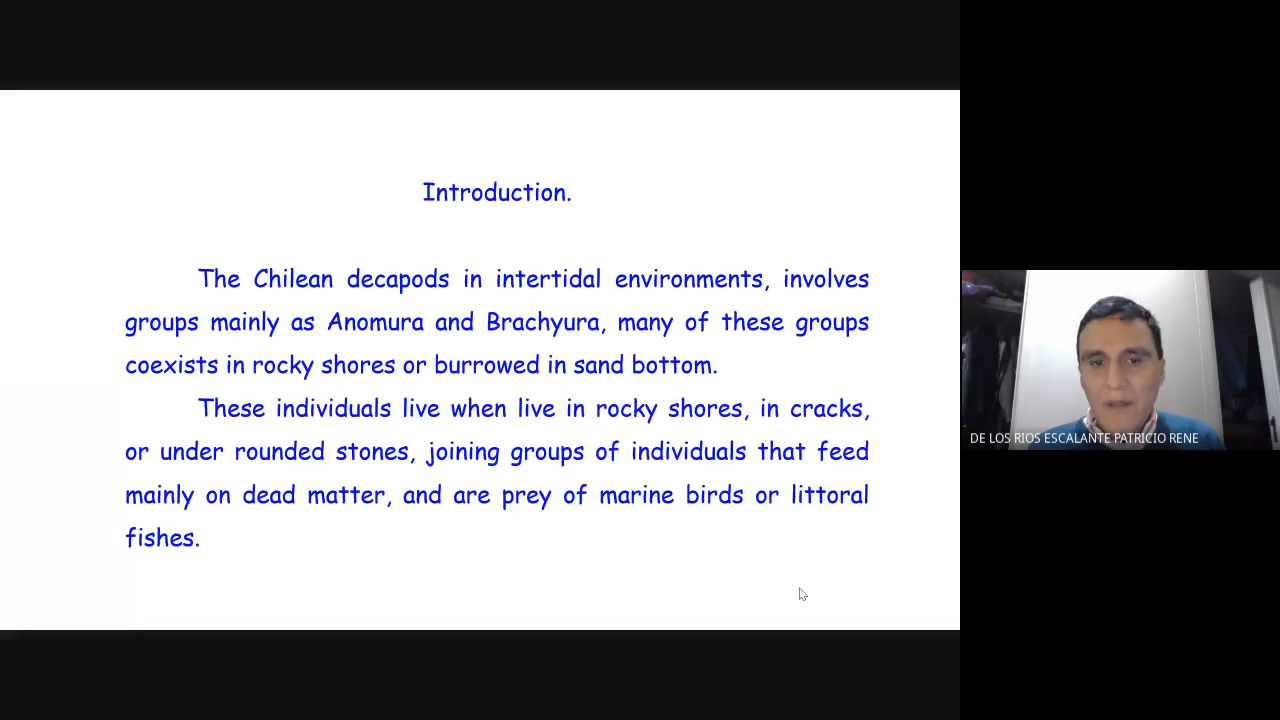 Introduction.
The Chilean decapods in intertidal environments, involves
groups mainly as Anomura and Brachyura, many of these groups
coexists in rocky shores or burrowed in sand bottom.
These individuals live when live in rocky shores, in cracks,
or under rounded stones, joining groups of individuals that feed
mainly on dead matter, and are prey of marine birds or littoral
fishes.
DE LOS RIOS ESCALANTE PATRICIO RENE